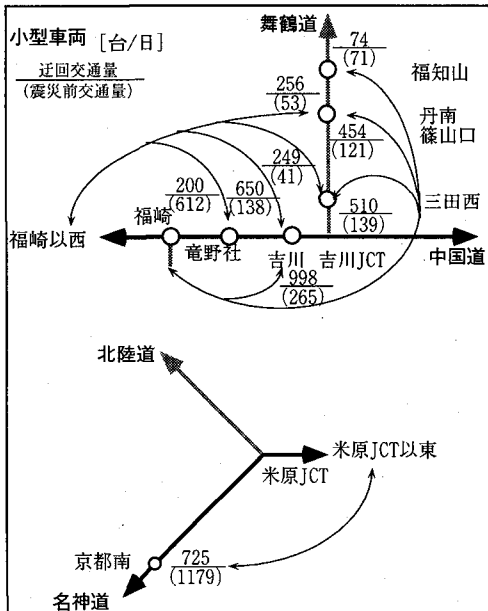 小型車両 [台/日]
迂回交通量
(震災前交通量)
舞鶴道
74
(71)
福知山
256
(53)
丹南
篠山口
454
(121)
249
(41)
三田西
200
(612)
650
(138)
510
(139)
福崎
福崎以西
竜野社
吉川
吉川JCT
中国道
998
(265)
北陸道
米原JCT以東
米原JCT
京都南
725
(1179)
名神道